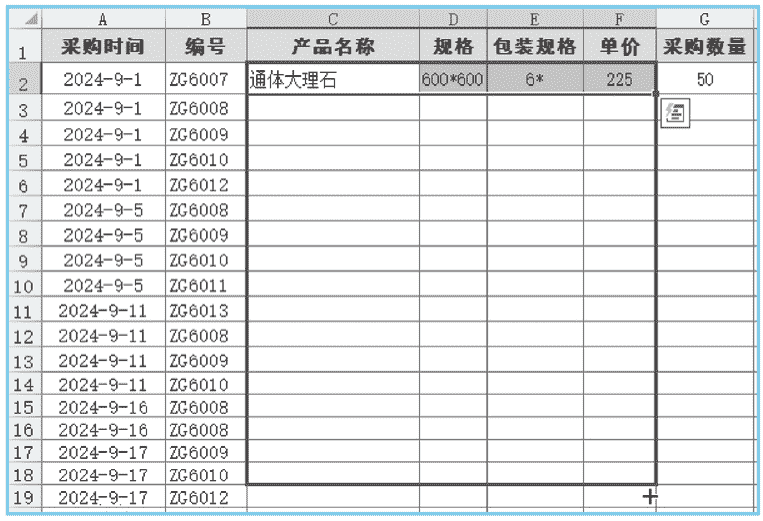 A B C D E F G
1 采购时间 编号 产品名称 规格 包装规格 单价 采购数量
2 2024-9-1 ZG6007 通体大理石 600*600 6* 225 50
3 2024-9-1 ZG6008
4 2024-9-1 ZG6009
5 2024-9-1 ZG6010
6 2024-9-1 ZG6012
7 2024-9-5 ZG6008
8 2024-9-5 ZG6009
9 2024-9-5 ZG6010
10 2024-9-5 ZG6011
11 2024-9-11 ZG6013
12 2024-9-11 ZG6008
13 2024-9-11 ZG6009
14 2024-9-11 ZG6010
15 2024-9-16 ZG6008
16 2024-9-16 ZG6008
17 2024-9-17 ZG6009
18 2024-9-17 ZG6010
19 2024-9-17 ZG6012